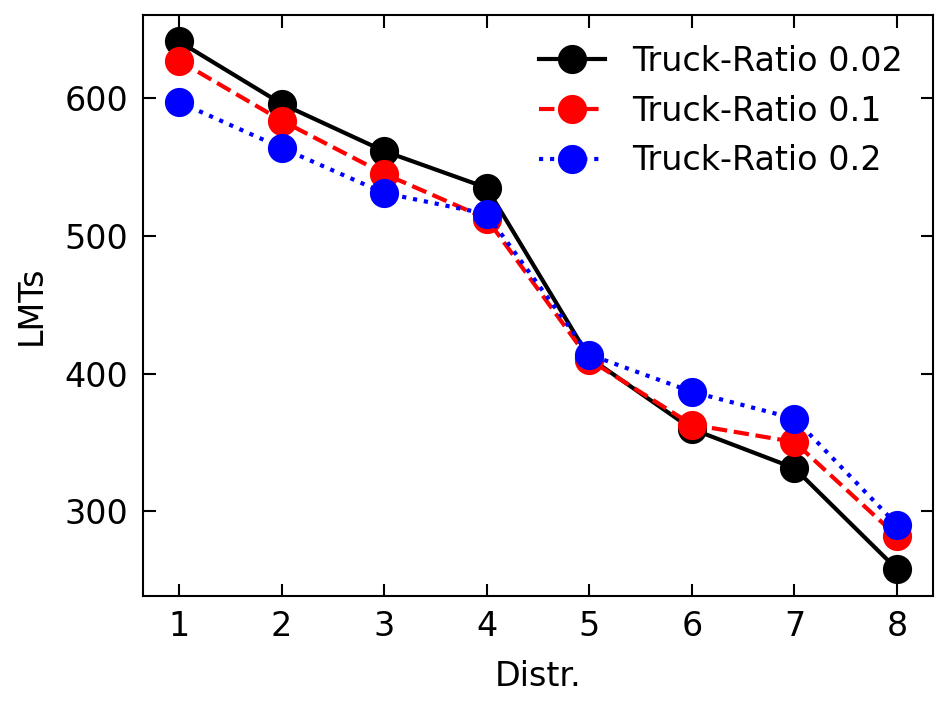 Truck-Ratio 0.02
Truck-Ratio 0.1
Truck-Ratio 0.2
600
500
400
300
LMTs
1 2 3 4 5 6 7 8
Distr.